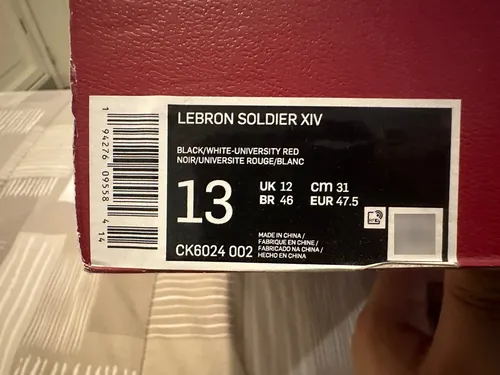 LEBRON SOLDIER XIV
BLACK/WHITE-UNIVERSITY RED
NOIR/UNIVERSITE ROUGE/BLANC
13
UK 12 cm 31
BR 46 EUR 47.5
CK6024 002
MADE IN CHINA /
FABRIQUE EN CHINE /
FABRICADO NA CHINA /
HECHO EN CHINA
1 94276 09558 4 14